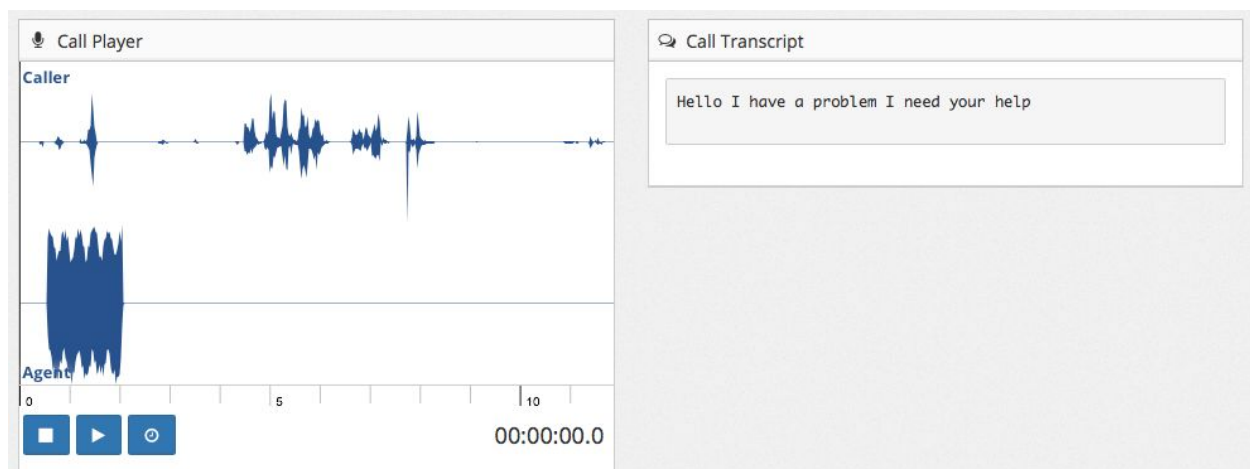 Call Player
Caller
Agent
0 5 10
00:00:00.0
Call Transcript
Hello I have a problem I need your help